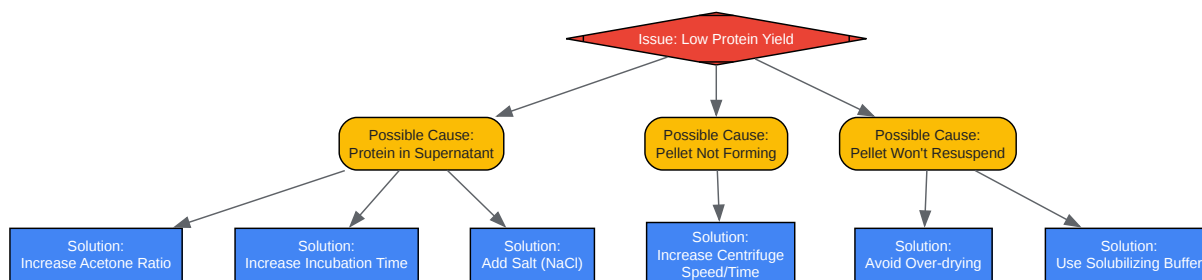 Issue: Low Protein Yield
Possible Cause:
Protein in Supernatant
Possible Cause:
Pellet Not Forming
Possible Cause:
Pellet Won't Resuspend
Solution:
Increase Acetone Ratio
Solution:
Increase Incubation Time
Solution:
Add Salt (NaCl)
Solution:
Increase Centrifuge
Speed/Time
Solution:
Avoid Over-drying
Solution:
Use Solubilizing Buffer